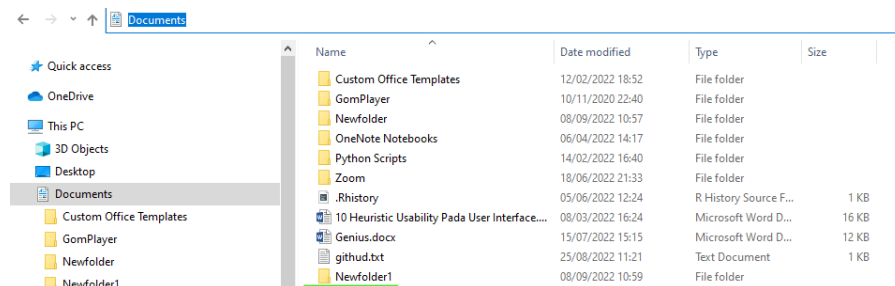 Documents
Name Date modified Type Size
Quick access
OneDrive
This PC
3D Objects
Desktop
Documents
Custom Office Templates
GomPlayer
Newfolder
Newfolder1
Custom Office Templates 12/02/2022 18:52 File folder
GomPlayer 10/11/2020 22:40 File folder
Newfolder 08/09/2022 10:57 File folder
OneNote Notebooks 06/04/2022 14:17 File folder
Python Scripts 14/02/2022 16:40 File folder
Zoom 18/06/2022 21:33 File folder
.Rhistory 05/06/2022 12:24 R History Source F... 1 KB
10 Heuristic Usability Pada User Interface.... 08/03/2022 16:24 Microsoft Word D... 16 KB
Genius.docx 15/07/2022 15:15 Microsoft Word D... 12 KB
githud.txt 25/08/2022 11:21 Text Document 1 KB
Newfolder1 08/09/2022 10:59 File folder